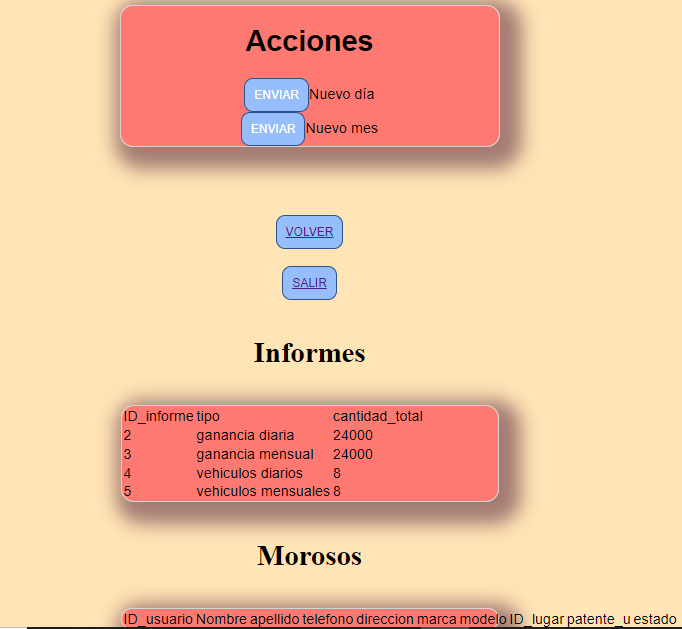 Acciones
ENVIAR Nuevo día
ENVIAR Nuevo mes
VOLVER
SALIR
Informes
ID_informe tipo cantidad_total
2 ganancia diaria 24000
3 ganancia mensual 24000
4 vehiculos diarios 8
5 vehiculos mensuales 8
Morosos
ID_usuario Nombre apellido telefono direccion marca modelo ID_lugar patente_u estado